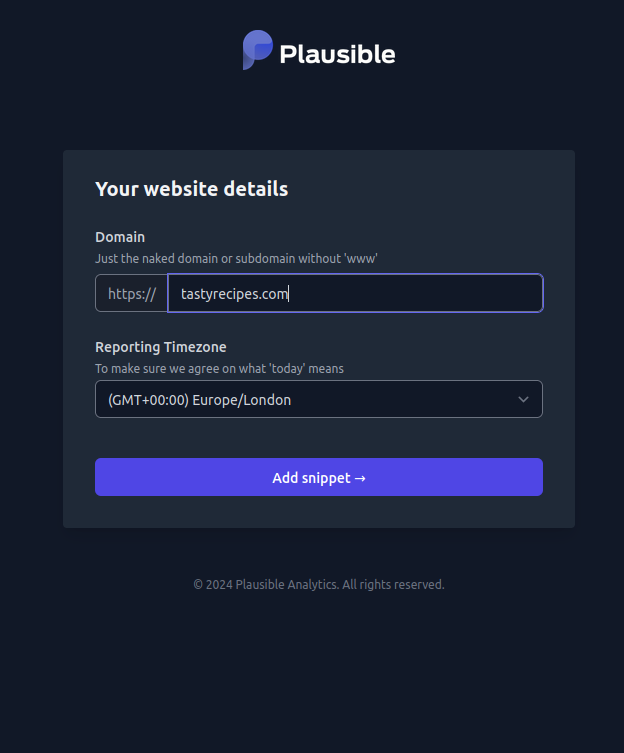 Plausible
Your website details
Domain
Just the naked domain or subdomain without 'www'
https:// tastyrecipes.com
Reporting Timezone
To make sure we agree on what 'today' means
(GMT+00:00) Europe/London
Add snippet →
© 2024 Plausible Analytics. All rights reserved.